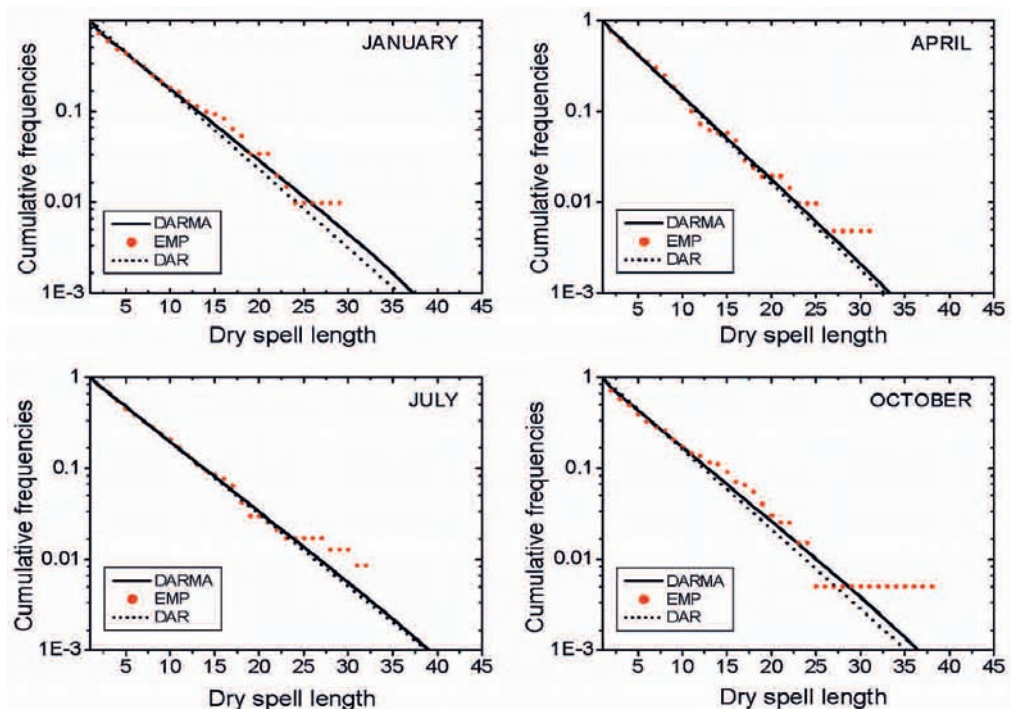 JANUARY
Cumulative frequencies
0.1
0.01
1E-3
DARMA
EMP
DAR
5 10 15 20 25 30 35 40 45
Dry spell length
APRIL
Cumulative frequencies
1
0.1
0.01
1E-3
DARMA
EMP
DAR
5 10 15 20 25 30 35 40 45
Dry spell length
JULY
Cumulative frequencies
1
0.1
0.01
1E-3
DARMA
EMP
DAR
5 10 15 20 25 30 35 40 45
Dry spell length
OCTOBER
Cumulative frequencies
1
0.1
0.01
1E-3
DARMA
EMP
DAR
5 10 15 20 25 30 35 40 45
Dry spell length